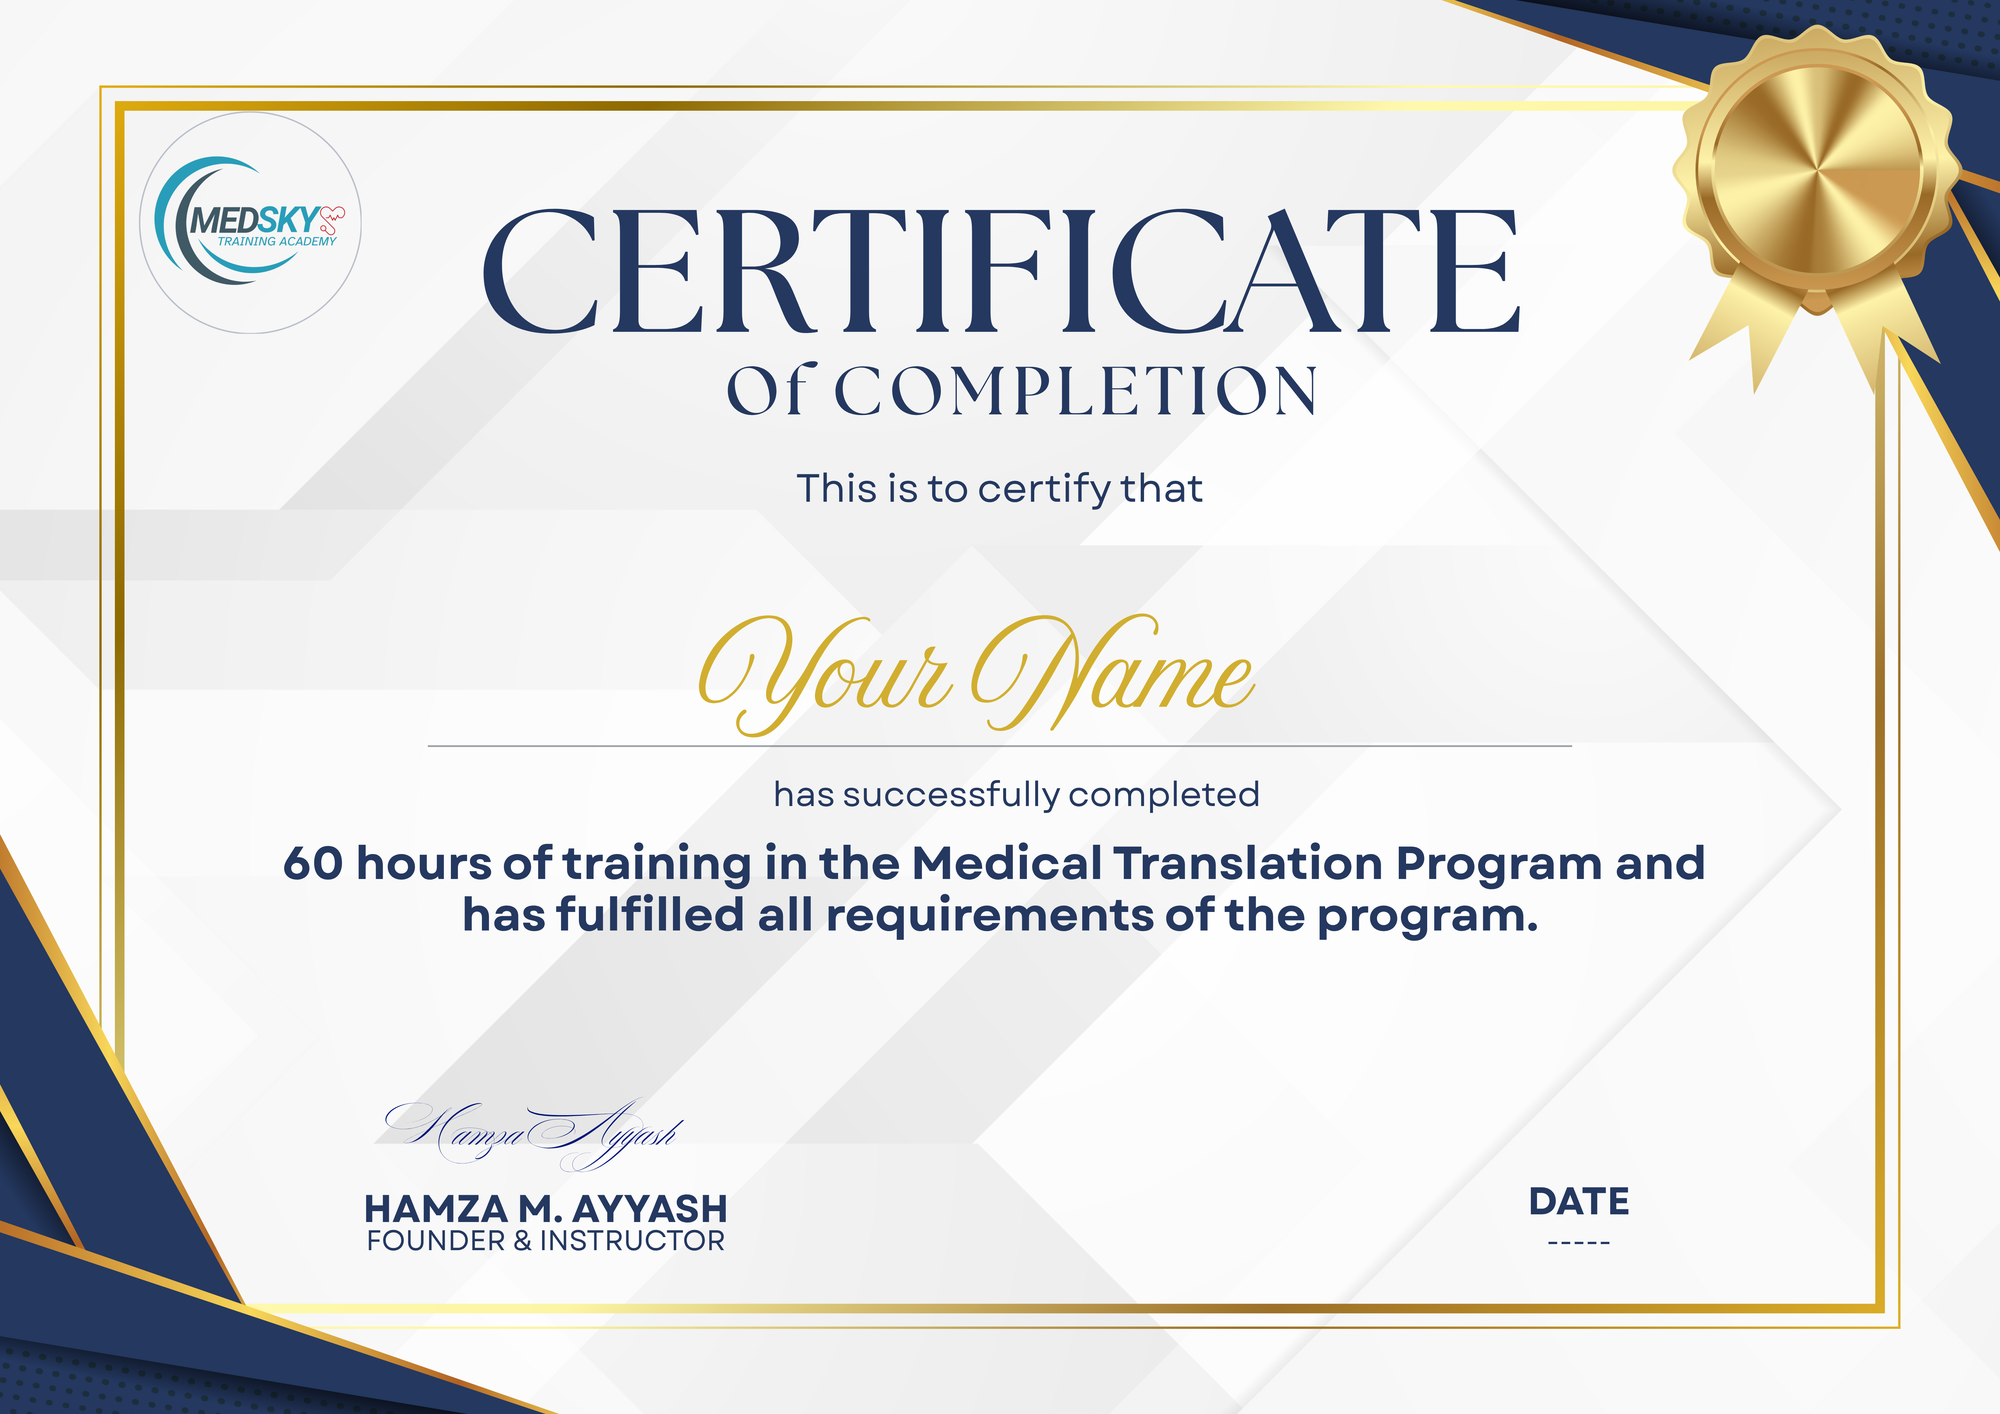 MEDSKY
TRAINING ACADEMY
CERTIFICATE
Of COMPLETION
This is to certify that
Your Name
has successfully completed
60 hours of training in the Medical Translation Program and
has fulfilled all requirements of the program.
Hamza Ayyash
HAMZA M. AYYASH
FOUNDER & INSTRUCTOR
DATE
-----